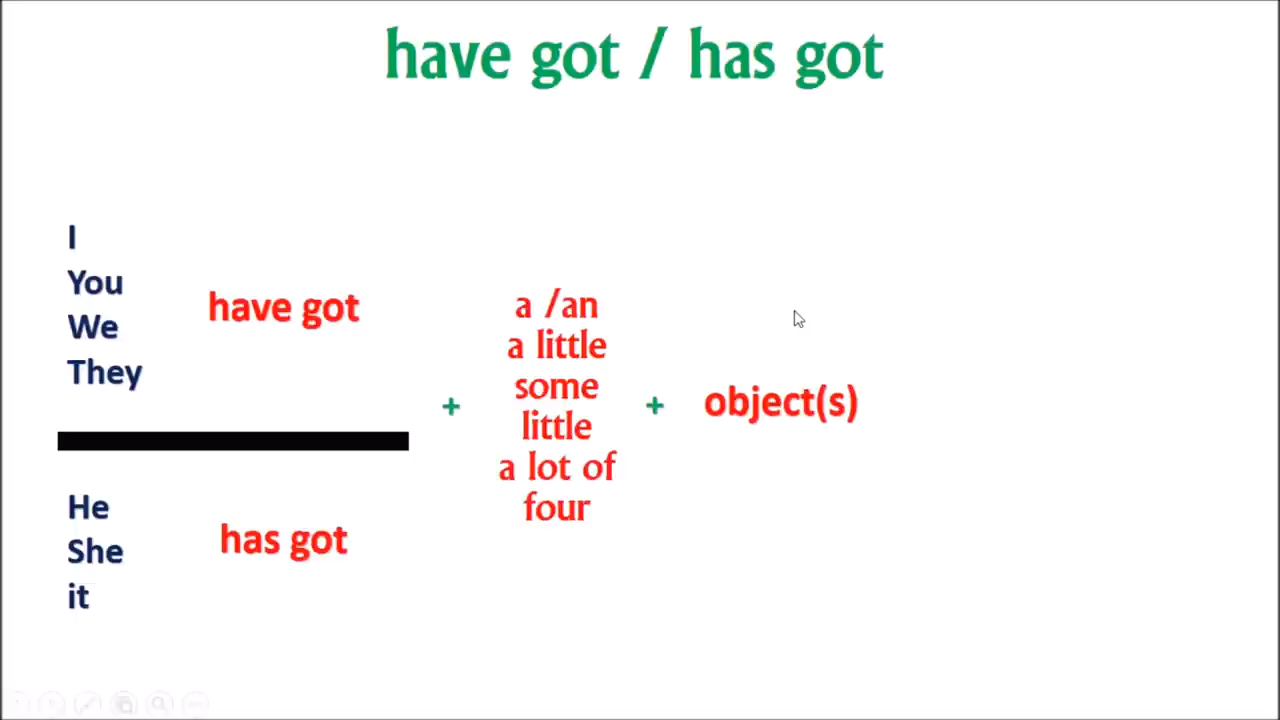 have got / has got
I
You
We
They
have got
He
She
it
has got
+
a /an
a little
some
little
a lot of
four
+
object(s)